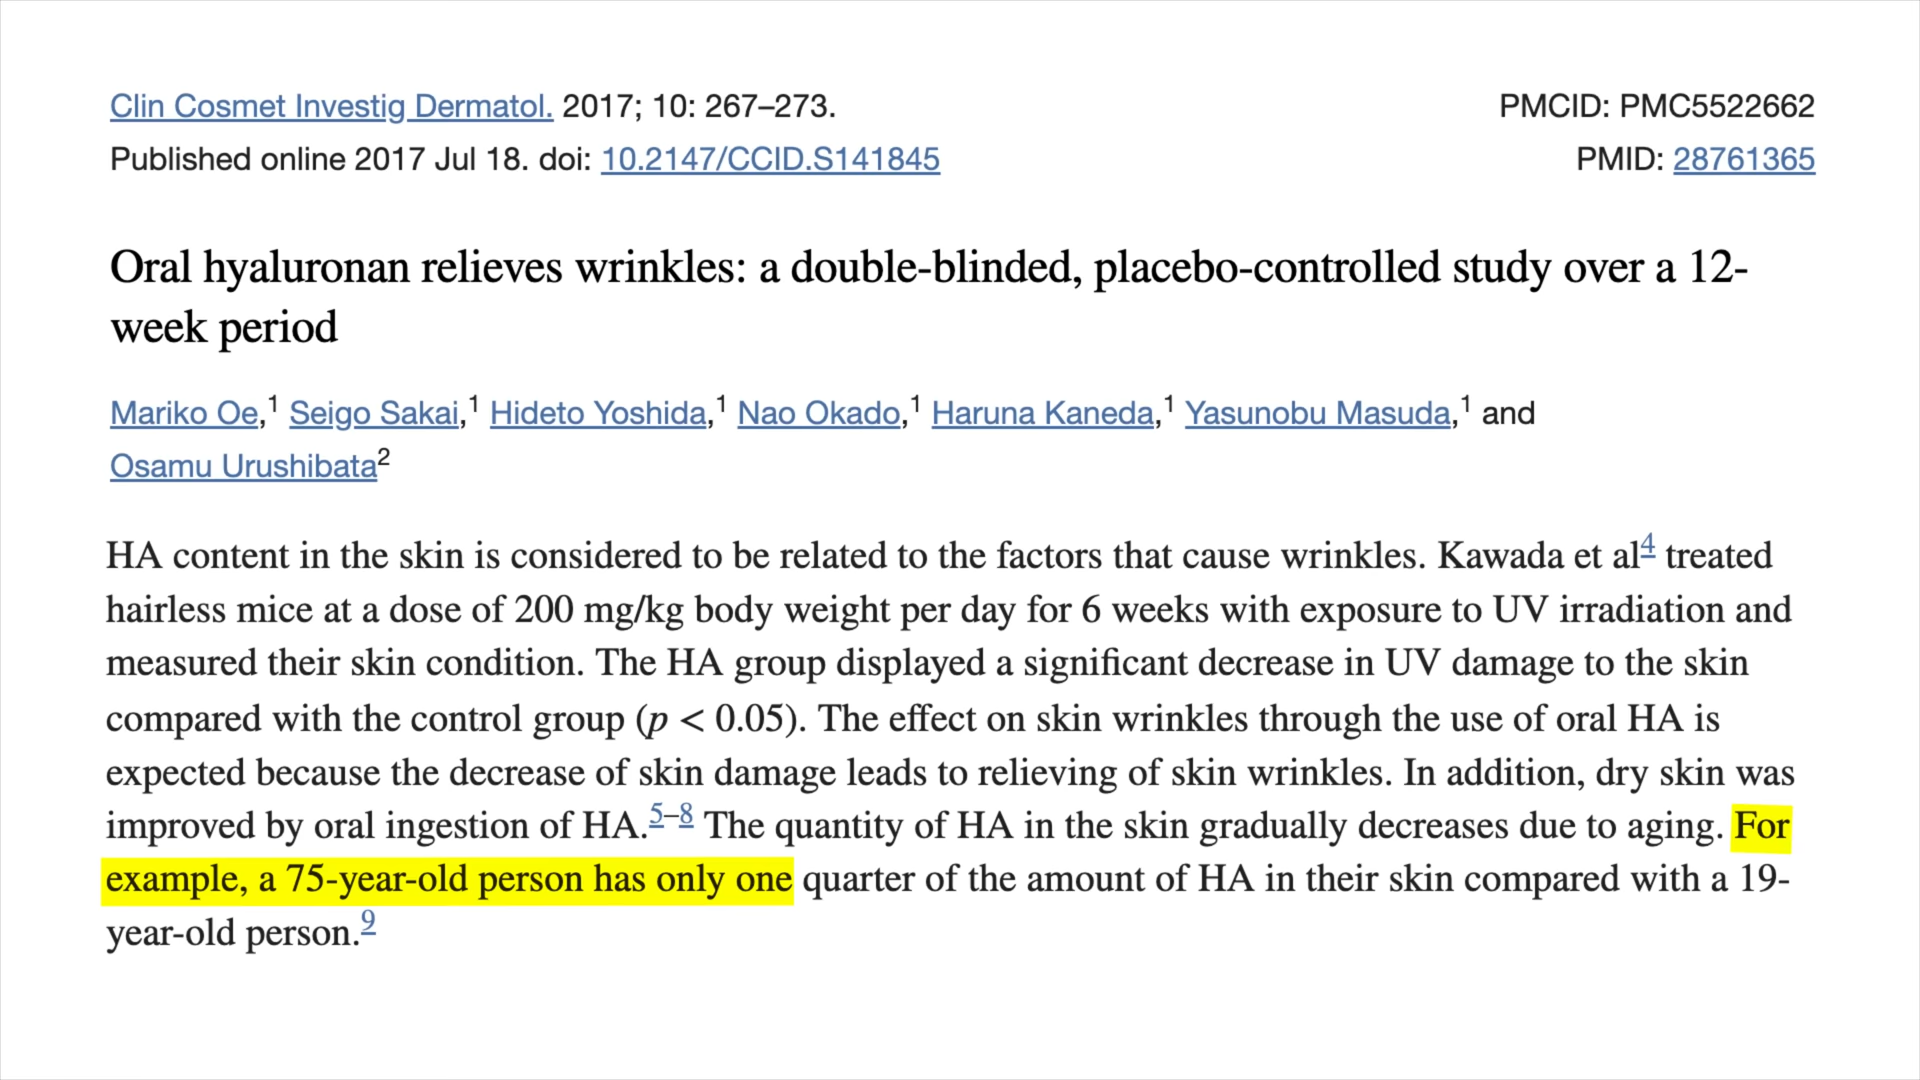 Clin Cosmet Investig Dermatol. 2017; 10: 267–273.
PMCID: PMC5522662
Published online 2017 Jul 18. doi: 10.2147/CCID.S141845
PMID: 28761365
Oral hyaluronan relieves wrinkles: a double-blinded, placebo-controlled study over a 12-
week period
Mariko Oe,1 Seigo Sakai,1 Hideto Yoshida,1 Nao Okado,1 Haruna Kaneda,1 Yasunobu Masuda,1 and
Osamu Urushibata2
HA content in the skin is considered to be related to the factors that cause wrinkles. Kawada et al4 treated
hairless mice at a dose of 200 mg/kg body weight per day for 6 weeks with exposure to UV irradiation and
measured their skin condition. The HA group displayed a significant decrease in UV damage to the skin
compared with the control group (p < 0.05). The effect on skin wrinkles through the use of oral HA is
expected because the decrease of skin damage leads to relieving of skin wrinkles. In addition, dry skin was
improved by oral ingestion of HA.5–8 The quantity of HA in the skin gradually decreases due to aging. For
example, a 75-year-old person has only one quarter of the amount of HA in their skin compared with a 19-
year-old person.9